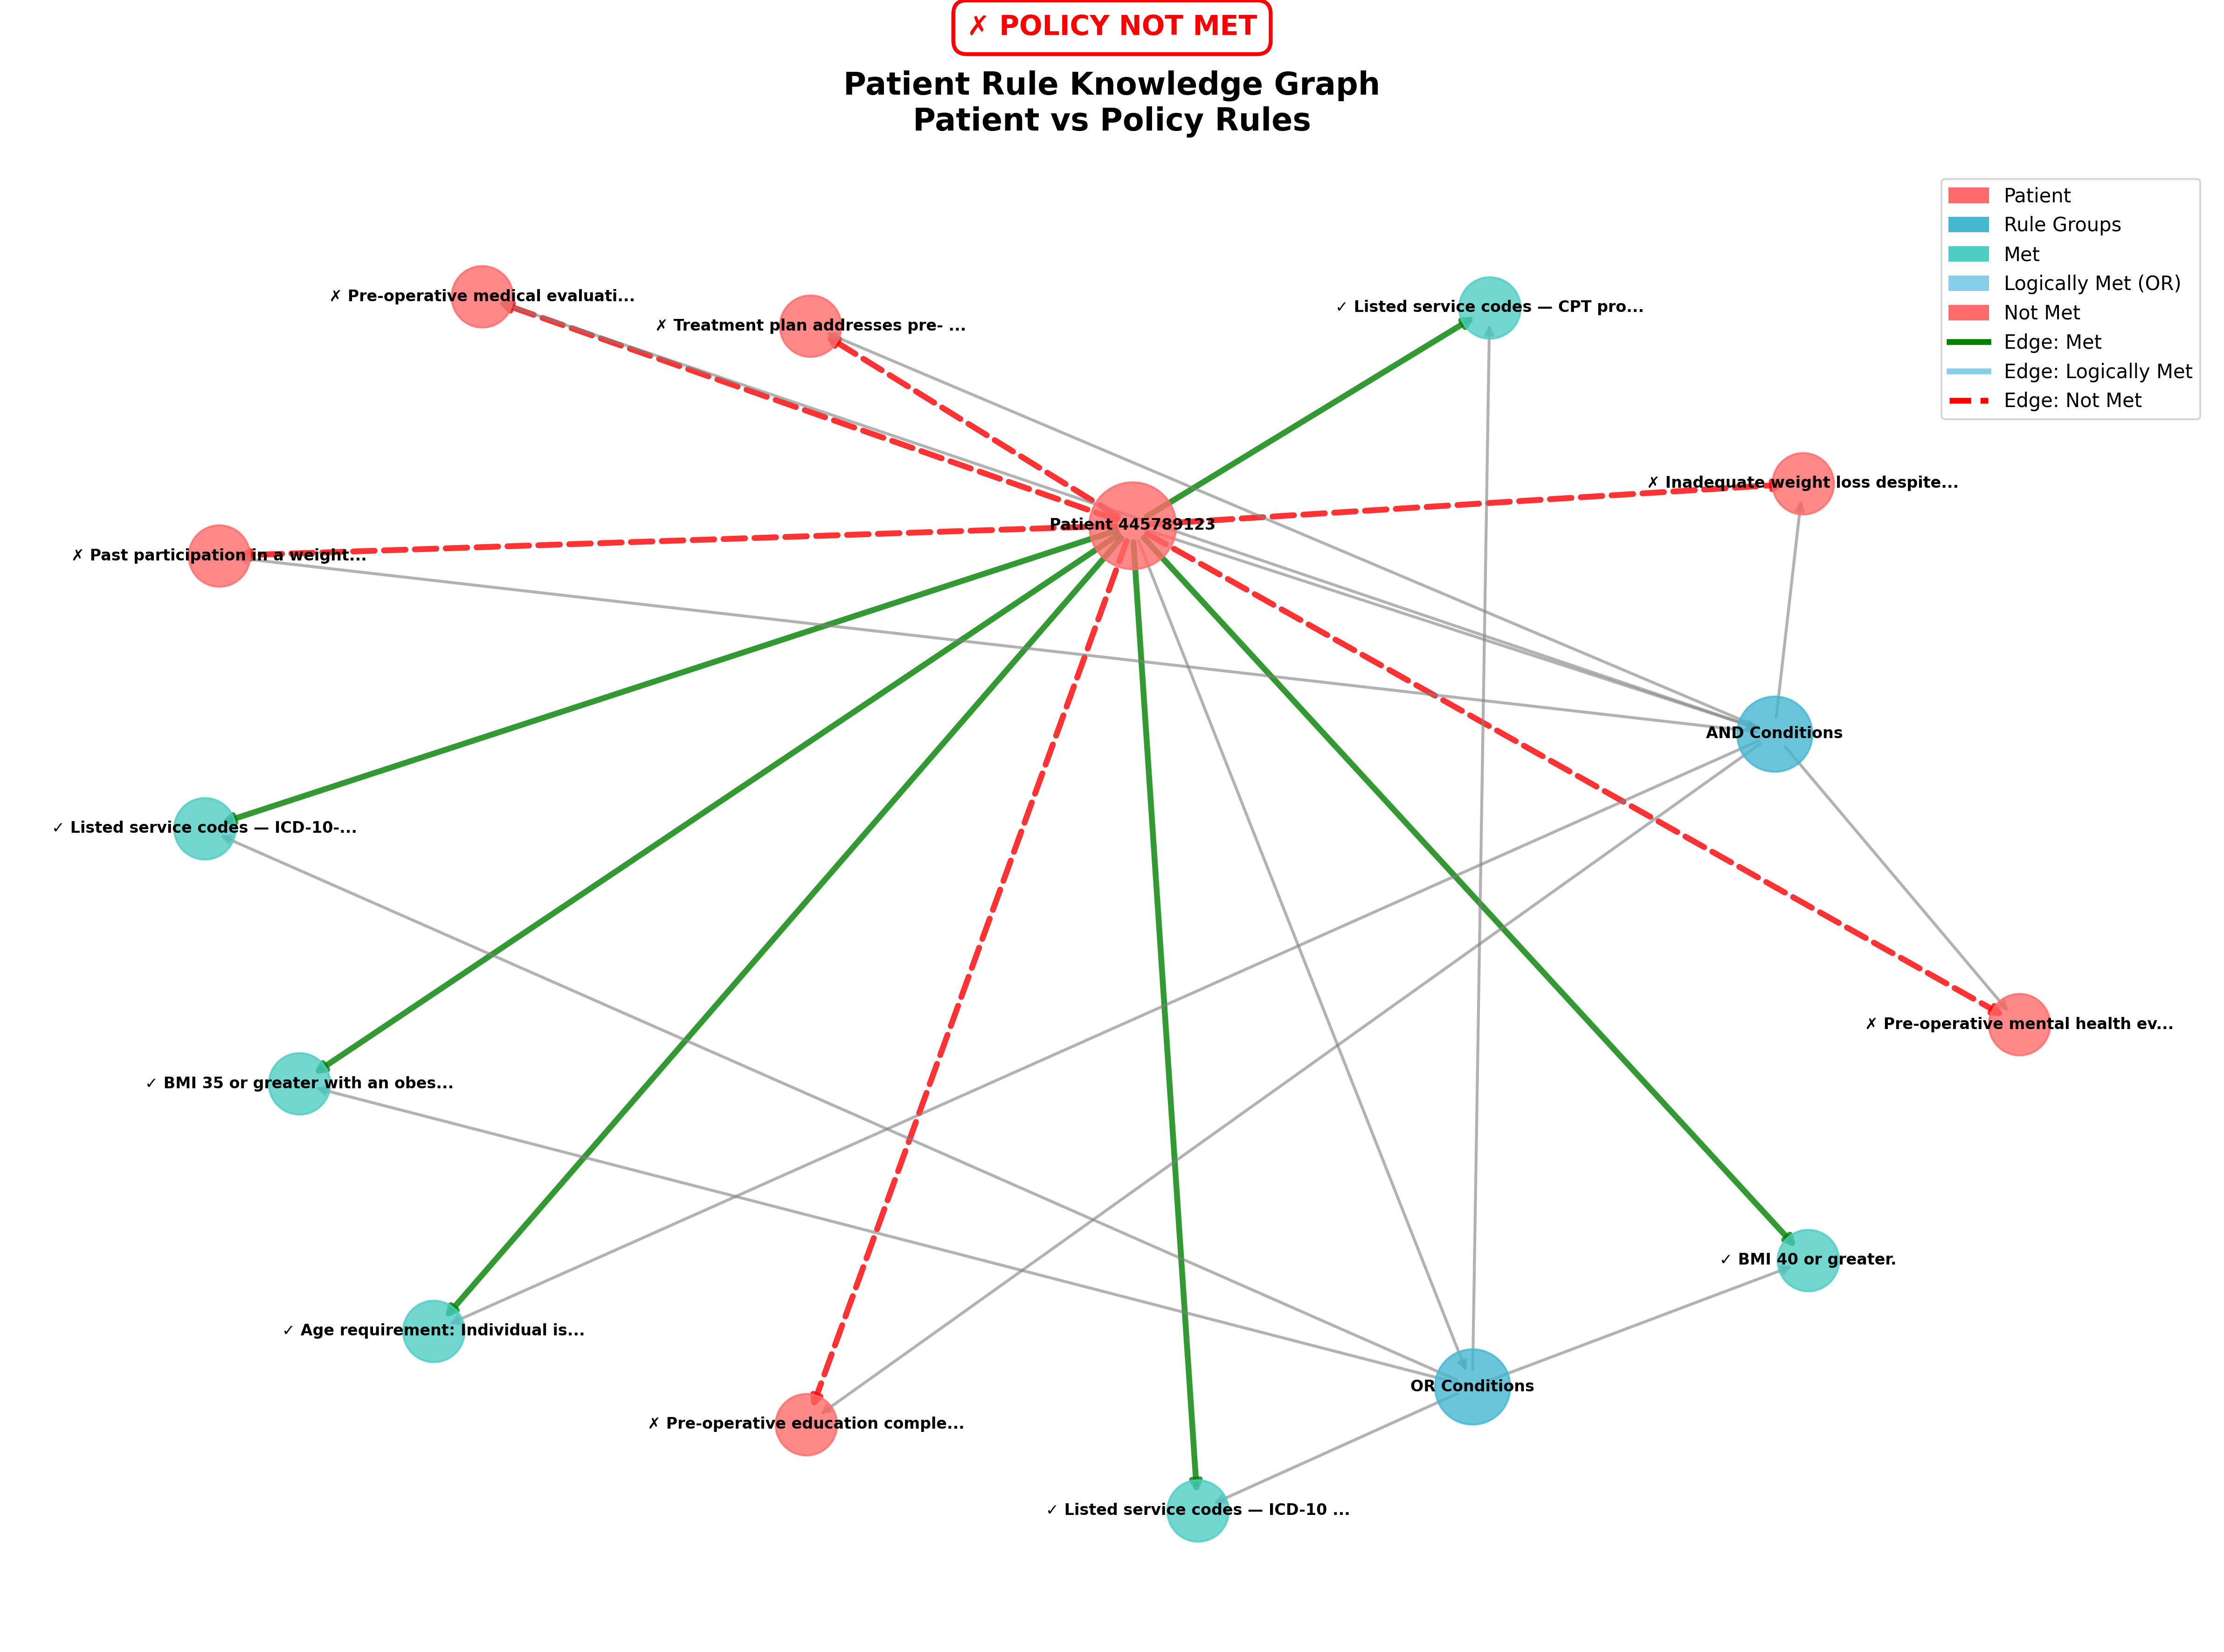 ✗ POLICY NOT MET
Patient Rule Knowledge Graph
Patient vs Policy Rules
Patient
Rule Groups
Met
Logically Met (OR)
Not Met
Edge: Met
Edge: Logically Met
Edge: Not Met
✗ Pre-operative medical evaluati...
✗ Treatment plan addresses pre- ...
✓ Listed service codes — CPT pro...
✗ Inadequate weight loss despite...
Patient 445789123
✗ Past participation in a weight...
AND Conditions
✓ Listed service codes — ICD-10-...
✗ Pre-operative mental health ev...
✓ BMI 35 or greater with an obes...
✓ BMI 40 or greater.
✓ Age requirement: Individual is...
OR Conditions
✗ Pre-operative education comple...
✓ Listed service codes — ICD-10 ...